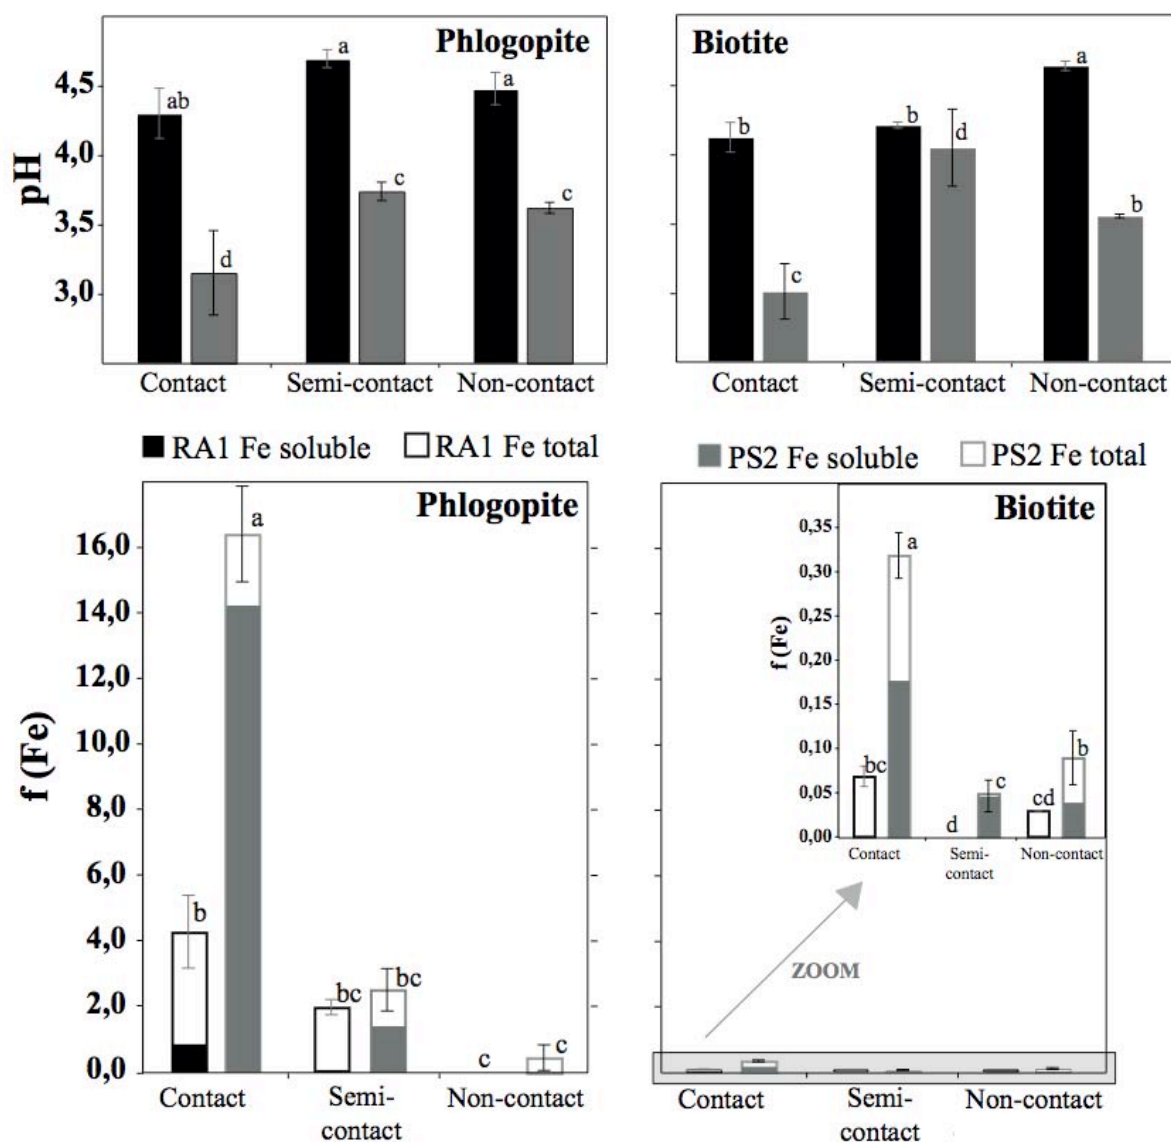 Phlogopite
Biotite
pH
4,5
4,0
3,5
3,0
ab
d
a
c
a
c
b
c
b
d
a
b
Contact
Semi-contact
Non-contact
Contact
Semi-contact
Non-contact
RA1 Fe soluble
RA1 Fe total
PS2 Fe soluble
PS2 Fe total
Phlogopite
f (Fe)
16,0
14,0
12,0
10,0
8,0
6,0
4,0
2,0
0,0
b
a
bc
bc
c
c
Contact
Semi-
contact
Non-contact
Biotite
f (Fe)
0,35
0,30
0,25
0,20
0,15
0,10
0,05
0,00
bc
a
d
c
cd
b
Contact
Semi-
contact
Non-contact
ZOOM
Contact
Semi-
contact
Non-contact